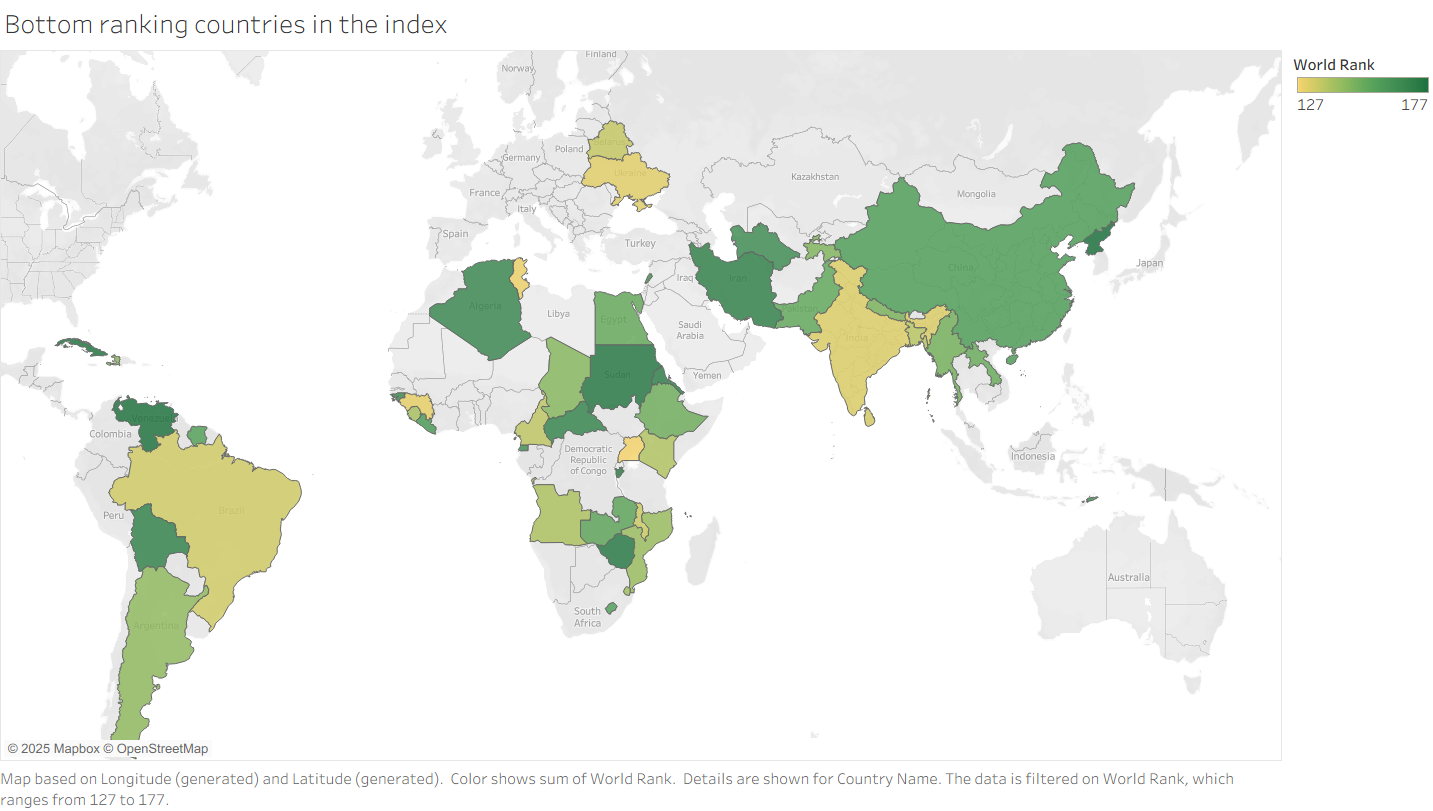 Bottom ranking countries in the index
World Rank
127 177
Finland
Norway
Belarus
Poland
Germany
Ukraine
Kazakhstan
France
Mongolia
Italy
Spain
Turkey
Japan
China
Iraq
Iran
Algeria
Libya
Egypt
Pakistan
Saudi
Arabia
India
Yemen
Sudan
Venezuela
Colombia
Democratic
Republic
of Congo
Indonesia
Peru
Brazil
Australia
South
Africa
Argentina
© 2025 Mapbox © OpenStreetMap
Map based on Longitude (generated) and Latitude (generated).  Color shows sum of World Rank.  Details are shown for Country Name. The data is filtered on World Rank, which
ranges from 127 to 177.